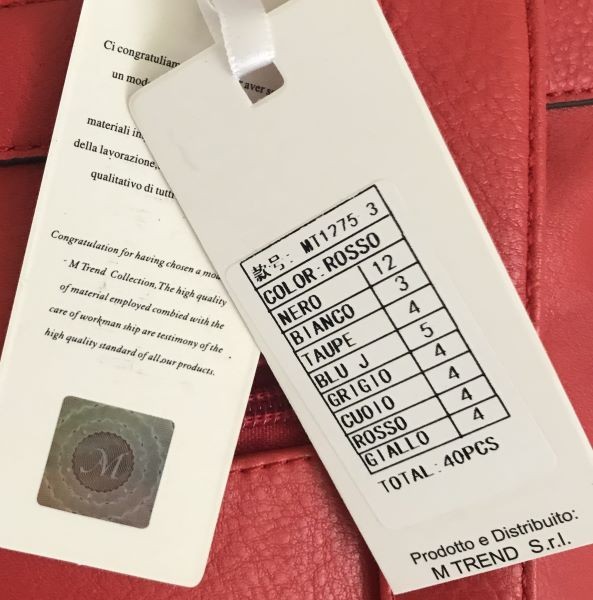 Ci congratuliam
un mod
aver s
materiali in
della lavorazione,
qualitativo di tutti
Congratulation for having chosen a mo
M Trend Collection,The high quality
of material employed combied with the
care of workman ship are testimony of the
high quality standard of all.our products.
M
款号: MT1275 3
COLOR:ROSSO
NERO 12
BIANCO 3
TAUPE 4
BLU J 5
GRIGIO 4
CUOIO 4
ROSSO 4
GIALLO 4
TOTAL:40PCS
Prodotto e Distribuito:
M TREND S.r.l.